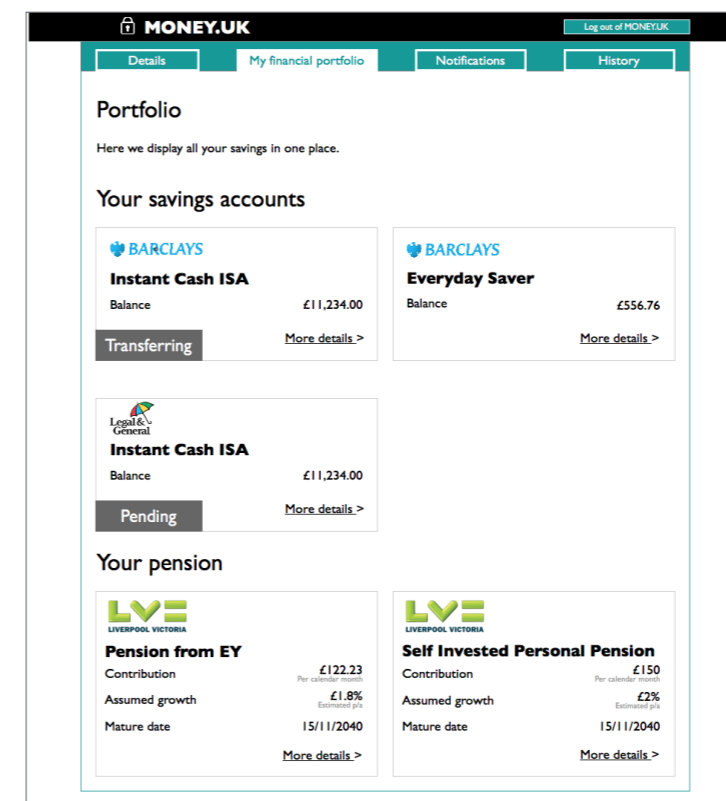 MONEY.UK
Log out of MONEY.UK
Details
My financial portfolio
Notifications
History
Portfolio
Here we display all your savings in one place.
Your savings accounts
BARCLAYS
Instant Cash ISA
Balance £11,234.00
Transferring
More details >
BARCLAYS
Everyday Saver
Balance £556.76
More details >
Legal &
General
Instant Cash ISA
Balance £11,234.00
Pending
More details >
Your pension
LV=
LIVERPOOL VICTORIA
Pension from EY
Contribution £122.23
Per calendar month
Assumed growth £1.8%
Estimated p/a
Mature date 15/11/2040
More details >
LV=
LIVERPOOL VICTORIA
Self Invested Personal Pension
Contribution £150
Per calendar month
Assumed growth £2%
Estimated p/a
Mature date 15/11/2040
More details >